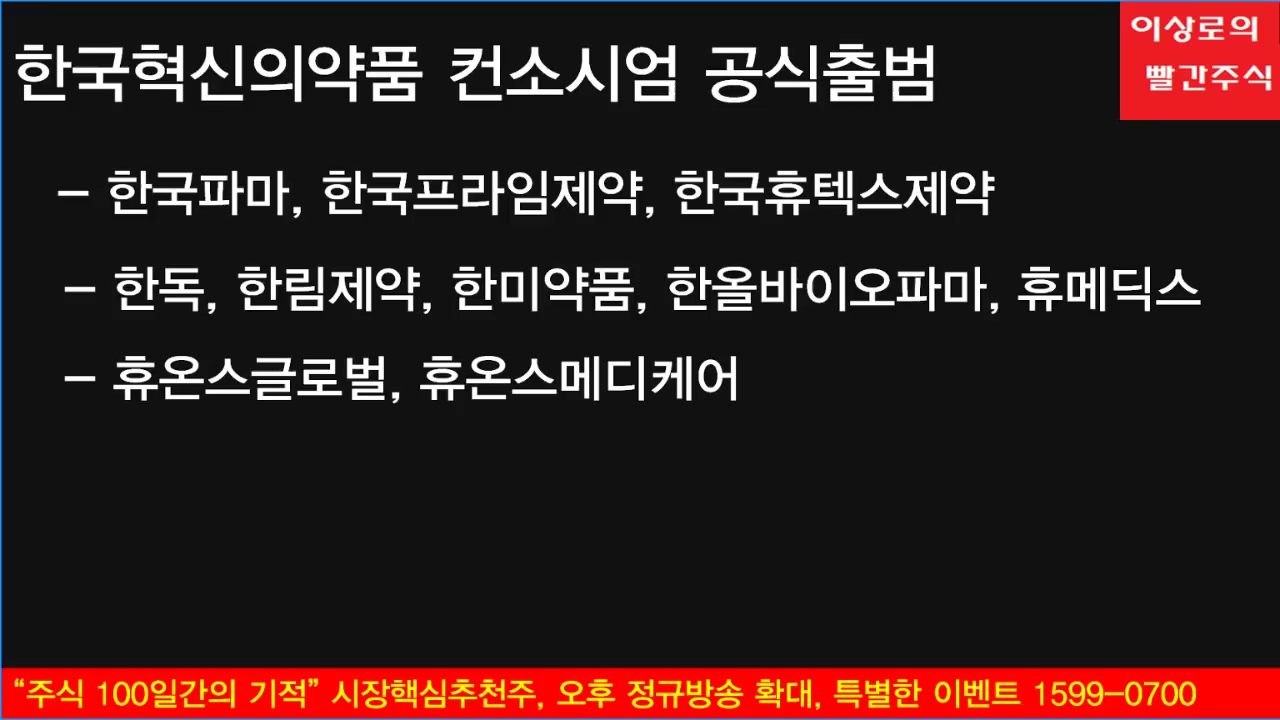 한국혁신의약품 컨소시엄 공식출범
이상로의
빨간주식
– 한국파마, 한국프라임제약, 한국휴텍스제약
– 한독, 한림제약, 한미약품, 한올바이오파마, 휴메딕스
– 휴온스글로벌, 휴온스메디케어
“주식 100일간의 기적” 시장핵심추천주, 오후 정규방송 확대, 특별한 이벤트 1599-0700